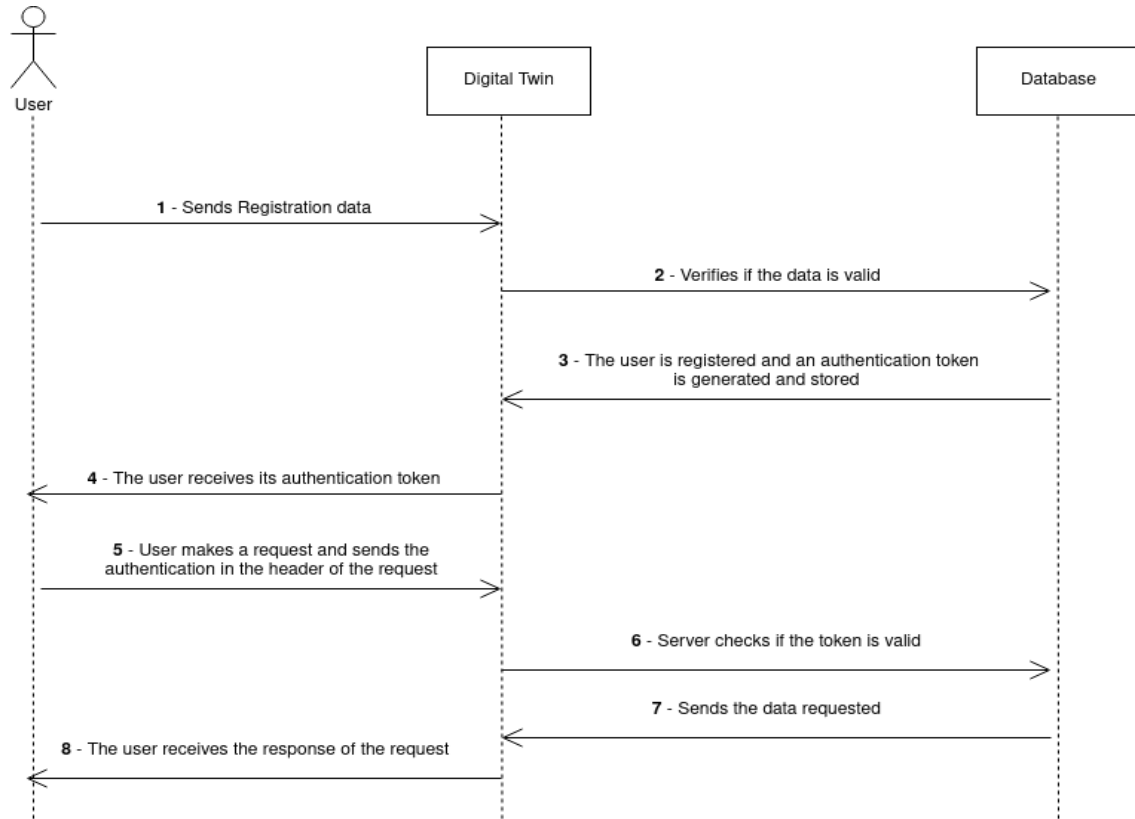 User
Digital Twin
Database
1 - Sends Registration data
2 - Verifies if the data is valid
3 - The user is registered and an authentication token
is generated and stored
4 - The user receives its authentication token
5 - User makes a request and sends the
authentication in the header of the request
6 - Server checks if the token is valid
7 - Sends the data requested
8 - The user receives the response of the request